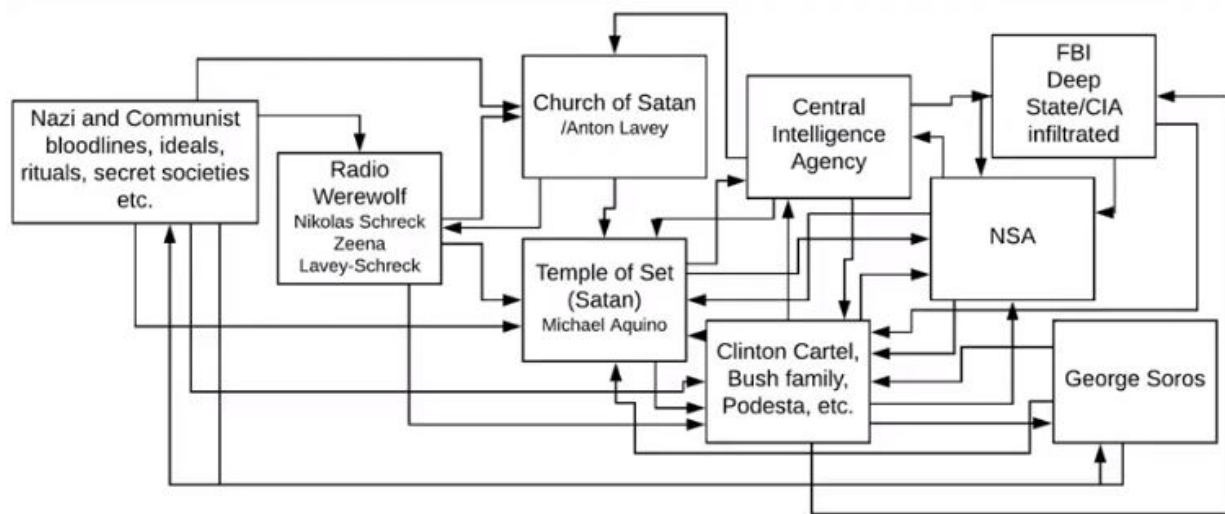 Nazi and Communist
bloodlines, ideals,
rituals, secret societies
etc.
Radio
Werewolf
Nikolas Schreck
Zeena
Lavey-Schreck
Church of Satan
/Anton Lavey
Temple of Set
(Satan)
Michael Aquino
Central
Intelligence
Agency
Clinton Cartel,
Bush family,
Podesta, etc.
FBI
Deep
State/CIA
infiltrated
NSA
George Soros